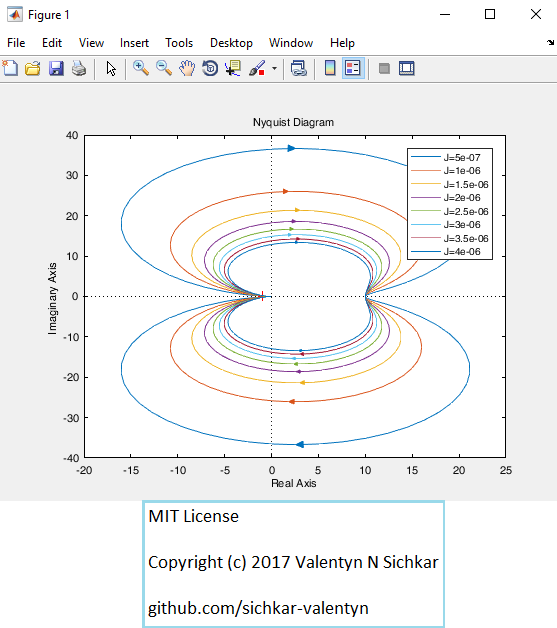 Figure 1
File Edit View Insert Tools Desktop Window Help
Nyquist Diagram
40
30
20
10
0
-10
-20
-30
-40
Imaginary Axis
-20 -15 -10 -5 0 5 10 15 20 25
Real Axis
J=5e-07
J=1e-06
J=1.5e-06
J=2e-06
J=2.5e-06
J=3e-06
J=3.5e-06
J=4e-06
MIT License
Copyright (c) 2017 Valentyn N Sichkar
github.com/sichkar-valentyn